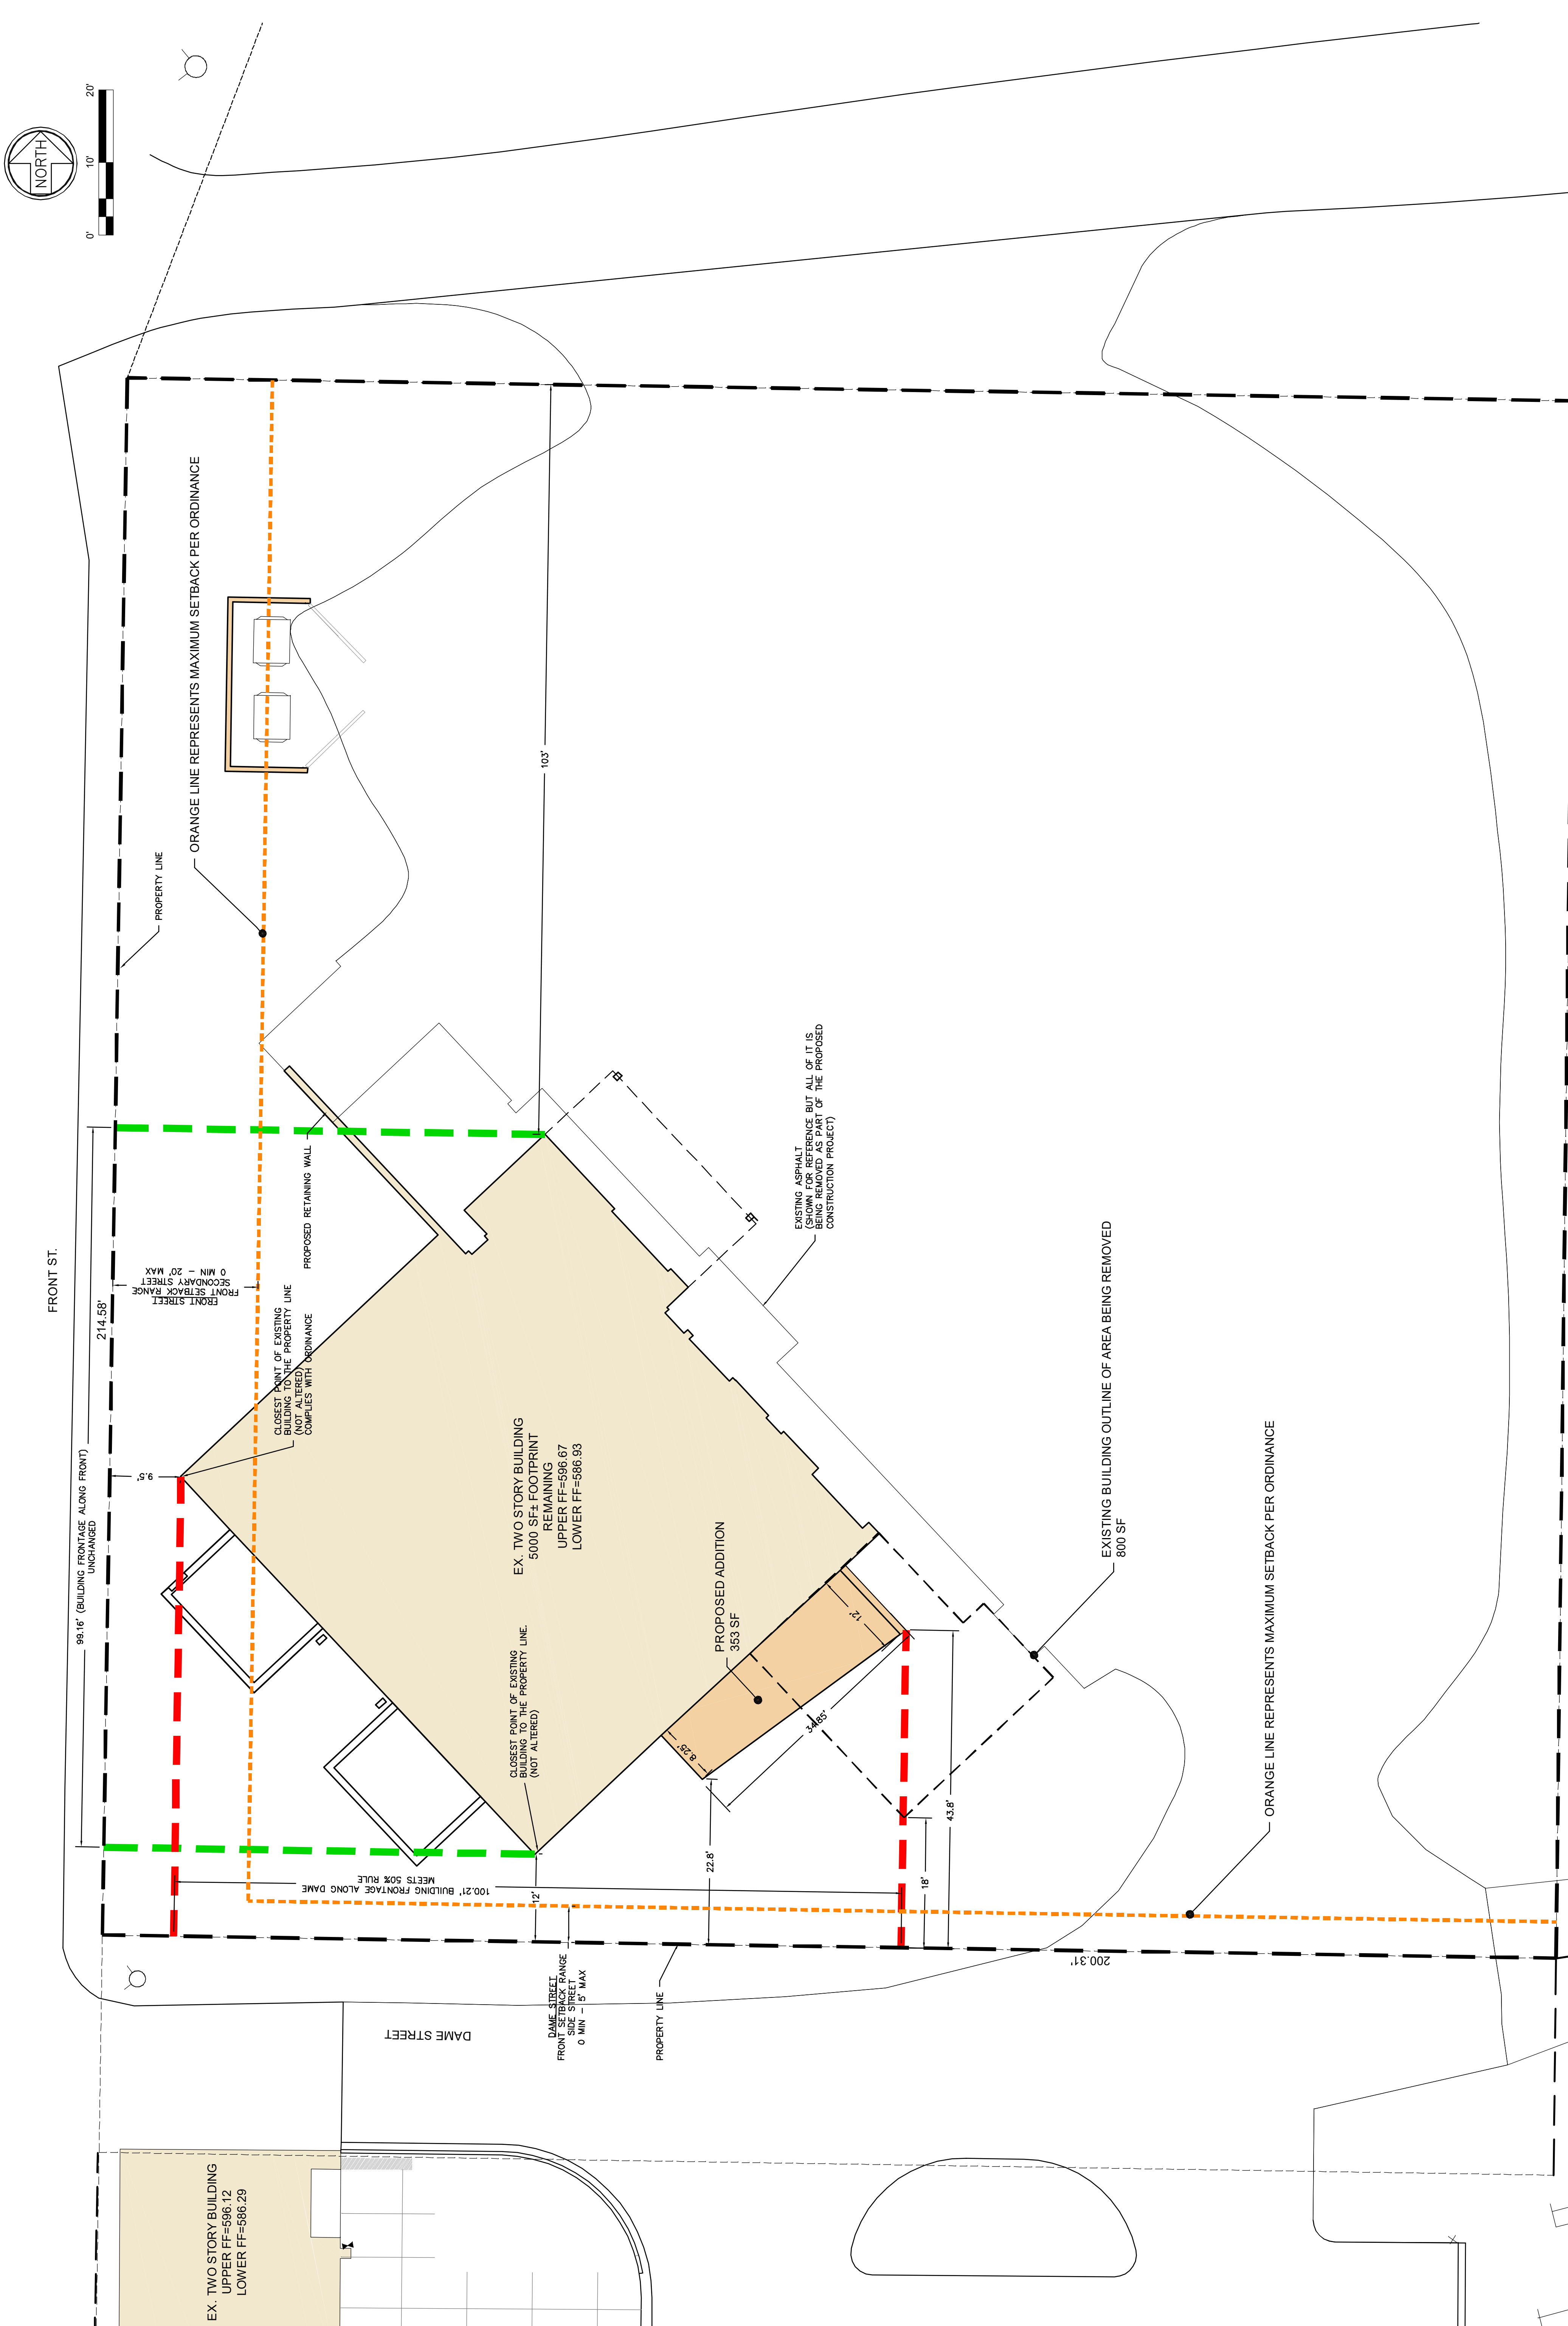 NORTH
0'
10'
20'
ORANGE LINE REPRESENTS MAXIMUM SETBACK PER ORDINANCE
PROPERTY LINE
103'
FRONT ST.
214.58'
99.16' (BUILDING FRONTAGE ALONG FRONT)
UNCHANGED
FRONT STREET
FRONT SETBACK RANGE
SECONDARY STREET
0 MIN - 20' MAX
PROPOSED RETAINING WALL
CLOSEST POINT OF EXISTING
BUILDING TO THE PROPERTY LINE
(NOT ALTERED)
COMPLIES WITH ORDINANCE
9.5'
EXISTING ASPHALT
(SHOWN FOR REFERENCE BUT ALL OF IT IS
BEING REMOVED AS PART OF THE PROPOSED
CONSTRUCTION PROJECT)
EX. TWO STORY BUILDING
5000 SF± FOOTPRINT
REMAINING
UPPER FF=596.67
LOWER FF=586.93
PROPOSED ADDITION
353 SF
12'
8.25'
34.85'
EXISTING BUILDING OUTLINE OF AREA BEING REMOVED
800 SF
CLOSEST POINT OF EXISTING
BUILDING TO THE PROPERTY LINE.
(NOT ALTERED)
ORANGE LINE REPRESENTS MAXIMUM SETBACK PER ORDINANCE
100.21' BUILDING FRONTAGE ALONG DAME
MEETS 50% RULE
12'
22.8'
18'
43.8'
200.31'
DAME STREET
FRONT SETBACK RANGE
SIDE STREET
0 MIN - 5' MAX
PROPERTY LINE
DAME STREET
EX. TWO STORY BUILDING
UPPER FF=596.12
LOWER FF=586.29